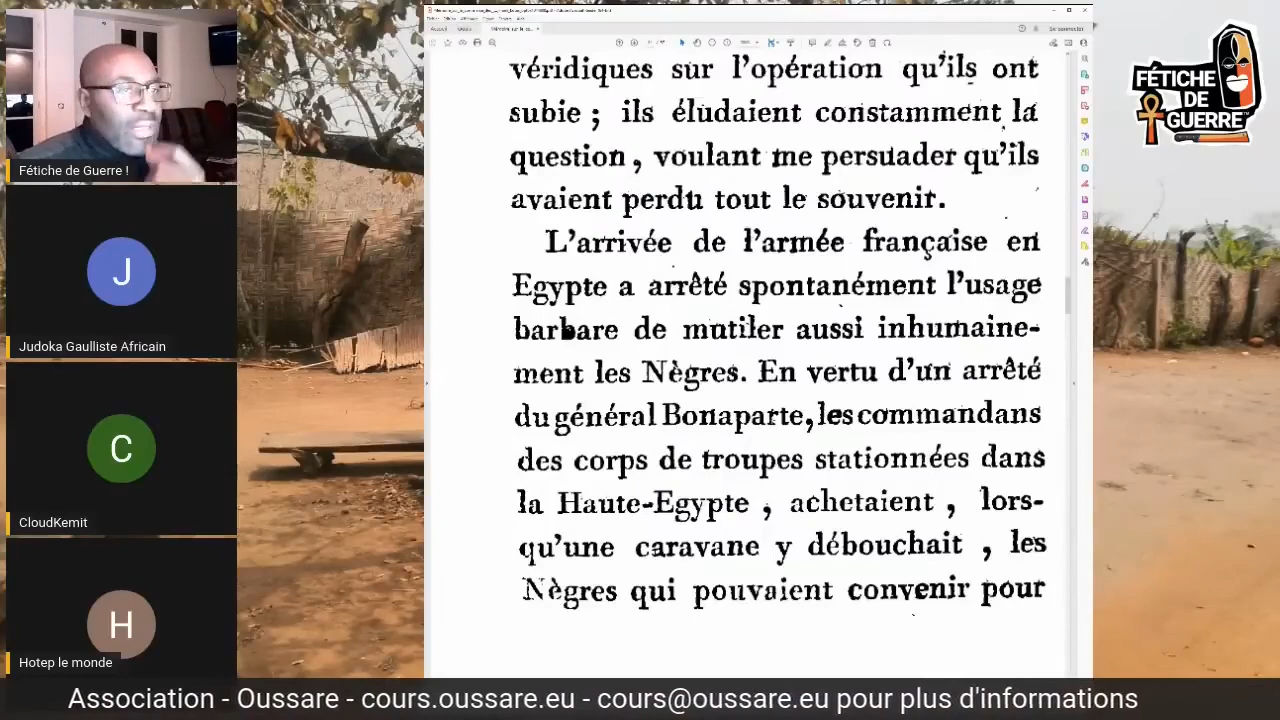 Fétiche de Guerre !
J
Judoka Gaulliste Africain
C
CloudKemit
H
Hotep le monde
véridiques sur l'opération qu'ils ont
subie ; ils éludaient constamment la
question, voulant me persuader qu'ils
avaient perdu tout le souvenir.
L'arrivée de l'armée française en
Egypte a arrêté spontanément l'usage
barbare de mutiler aussi inhumaine-
ment les Nègres. En vertu d'un arrêté
du général Bonaparte, les commandans
des corps de troupes stationnées dans
la Haute-Egypte, achetaient, lors-
qu'une caravane y débouchait, les
Nègres qui pouvaient convenir pour
FÉTICHE
DE
GUERRE
Association - Oussare - cours.oussare.eu - cours@oussare.eu pour plus d'informations